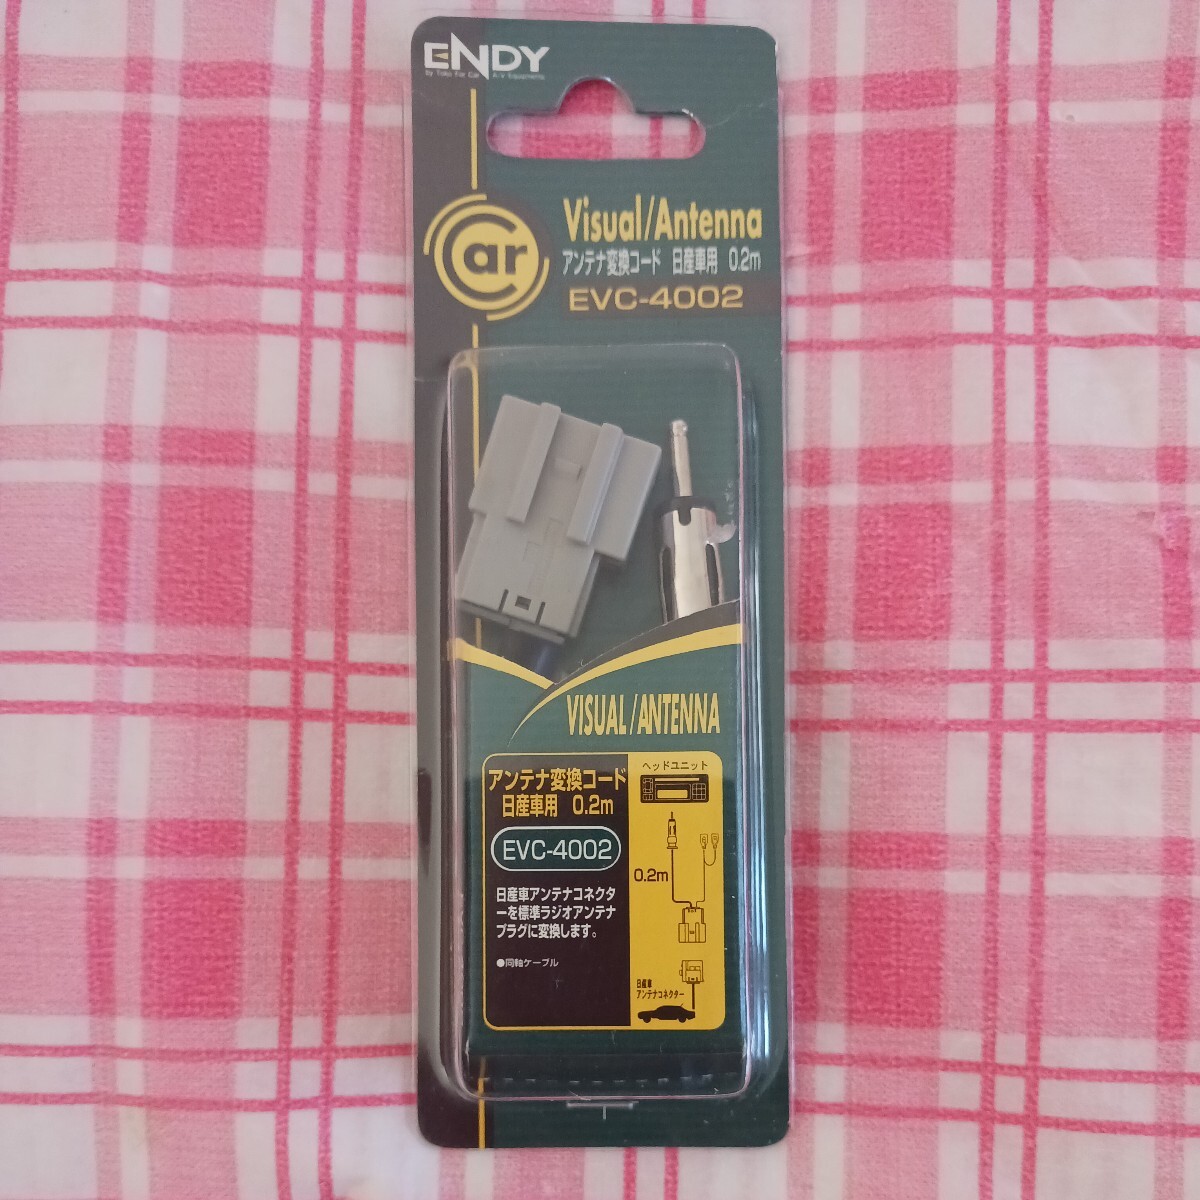 ENDY
by Toko For Car A/V Equipments
Car
Visual/Antenna
アンテナ変換コード 日産車用 0.2m
EVC-4002
VISUAL/ANTENNA
アンテナ変換コード
日産車用 0.2m
EVC-4002
日産車アンテナコネクタ
ーを標準ラジオアンテナ
プラグに変換します。
●同軸ケーブル
ヘッドユニット
0.2m
日産車
アンテナコネクター